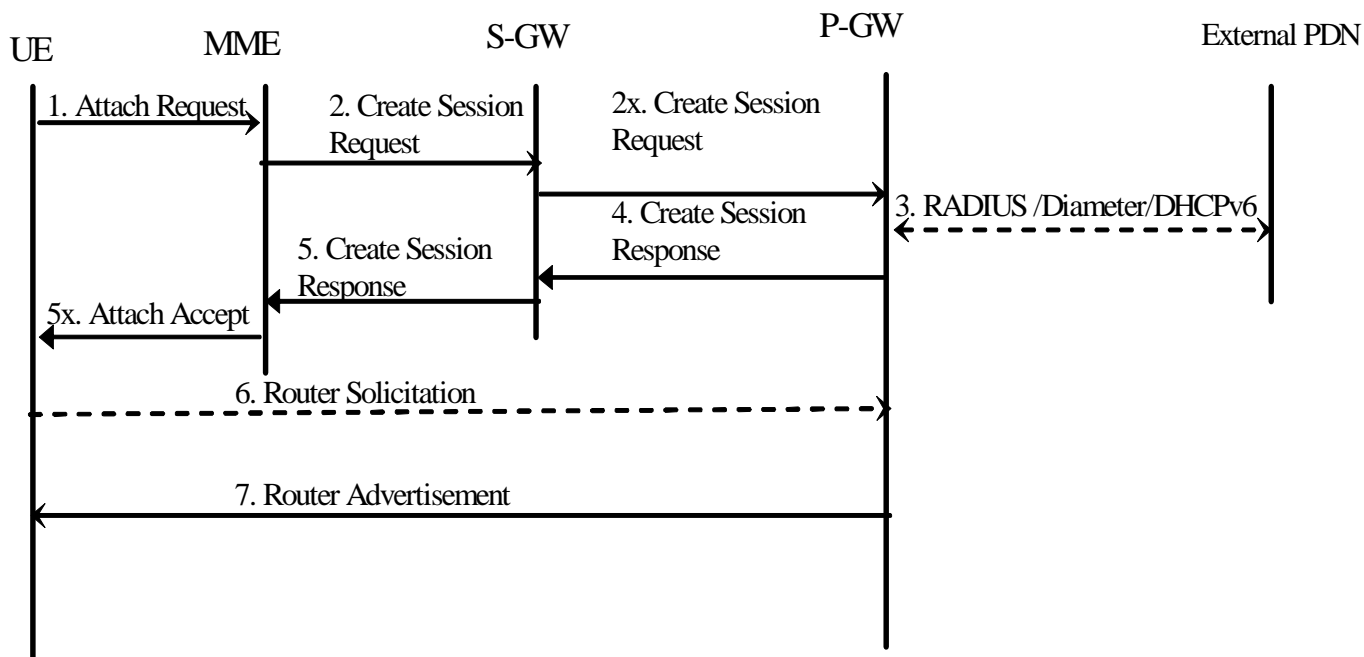 UE
MME
S-GW
P-GW
External PDN
1. Attach Request
2. Create Session
Request
2x. Create Session
Request
3. RADIUS /Diameter/DHCPv6
4. Create Session
Response
5. Create Session
Response
5x. Attach Accept
6. Router Solicitation
7. Router Advertisement